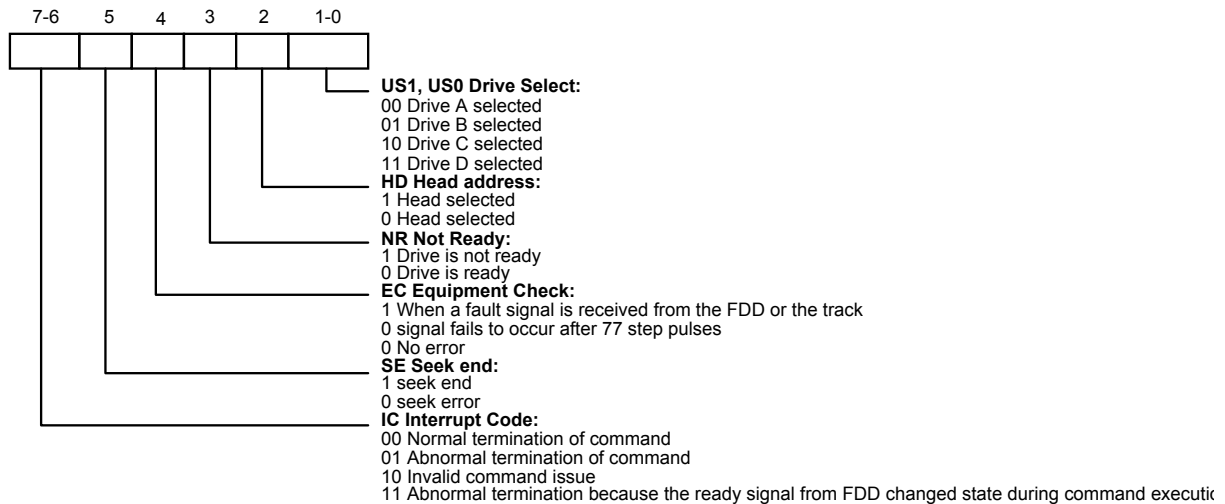 7-6 5 4 3 2 1-0
US1, US0 Drive Select:
00 Drive A selected
01 Drive B selected
10 Drive C selected
11 Drive D selected
HD Head address:
1 Head selected
0 Head selected
NR Not Ready:
1 Drive is not ready
0 Drive is ready
EC Equipment Check:
1 When a fault signal is received from the FDD or the track
0 signal fails to occur after 77 step pulses
0 No error
SE Seek end:
1 seek end
0 seek error
IC Interrupt Code:
00 Normal termination of command
01 Abnormal termination of command
10 Invalid command issue
11 Abnormal termination because the ready signal from FDD changed state during command